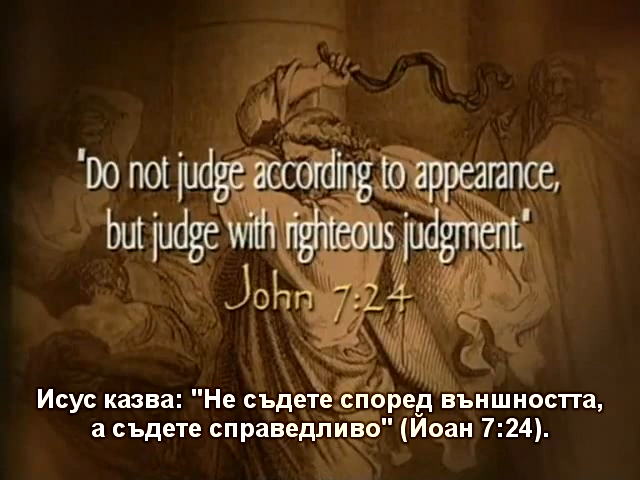 "Do not judge according to appearance,
but judge with righteous judgment."
John 7:24
Исус казва: "Не съдете според външността,
а съдете справедливо" (Йоан 7:24).